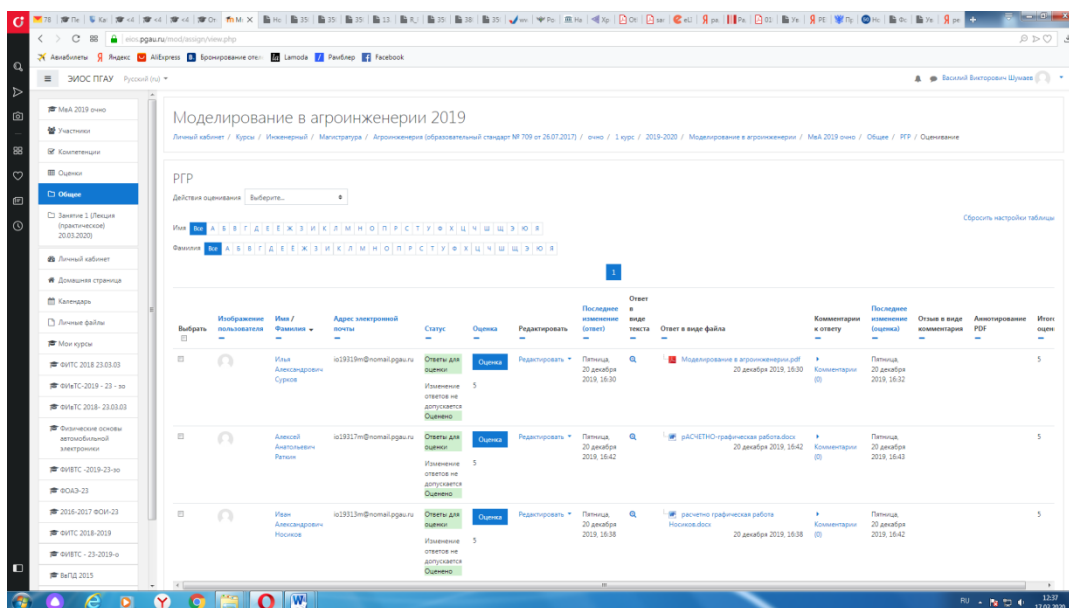 eios.pgau.ru/mod/assign/view.php
Авиабилеты Яндекс AliExpress Бронирование отел Lamoda Рамблер Facebook
ЭИОС ПГАУ Русский (ru)
Василий Викторович Шумаев
МвА 2019 очно
Участники
Компетенции
Оценки
Общее
Занятие 1 (Лекция
(практическое)
20.03.2020)
Личный кабинет
Домашняя страница
Календарь
Личные файлы
Мои курсы
ФИТС 2018 23.03.03
ФИвТС-2019 - 23 - зо
ФИвТС 2018- 23.03.03
Физические основы
автомобильной
электроники
ФИВТС -2019-23-зо
ФОАЭ-23
2016-2017 ФОИ-23
ФИТС 2018-2019
ФИВТС - 23-2019-о
ВвПД 2015
Моделирование в агроинженерии 2019
Личный кабинет / Курсы / Инженерный / Магистратура / Агроинженерия (образовательный стандарт № 709 от 26.07.2017) / очно / 1 курс / 2019-2020 / Моделирование в агроинженерии / МвА 2019 очно / Общее / РГР / Оценивание
РГР
Действия оценивания Выберите...
Сбросить настройки таблицы
Имя Все А Б В Г Д Е Ё Ж З И К Л М Н О П Р С Т У Ф Х Ц Ч Ш Щ Э Ю Я
Фамилия Все А Б В Г Д Е Ё Ж З И К Л М Н О П Р С Т У Ф Х Ц Ч Ш Щ Э Ю Я
1
Выбрать
Изображение
пользователя
Имя /
Фамилия
Адрес электронной
почты
Статус
Оценка
Редактировать
Последнее
изменение
(ответ)
Ответ
в
виде
текста
Ответ в виде файла
Комментарии
к ответу
Последнее
изменение
(оценка)
Отзыв в виде
комментария
Аннотирование
PDF
Итого
оцен
Илья
Александрович
Сурков
io19319m@nomail.pgau.ru
Ответы для
оценки
Изменение
ответов не
допускается
Оценено
Оценка
5
Редактировать
Пятница,
20 декабря
2019, 16:30
Моделирование в агроинженерии.pdf
20 декабря 2019, 16:30
Комментарии
(0)
Пятница,
20 декабря
2019, 16:32
5
Алексей
Анатольевич
Раткин
io19317m@nomail.pgau.ru
Ответы для
оценки
Изменение
ответов не
допускается
Оценено
Оценка
5
Редактировать
Пятница,
20 декабря
2019, 16:42
рАСЧЕТНО-графическая работа.docx
20 декабря 2019, 16:42
Комментарии
(0)
Пятница,
20 декабря
2019, 16:43
5
Иван
Александрович
Носиков
io19313m@nomail.pgau.ru
Ответы для
оценки
Изменение
ответов не
допускается
Оценено
Оценка
5
Редактировать
Пятница,
20 декабря
2019, 16:38
расчетно графическая работа
Носиков.docx
20 декабря 2019, 16:38
Комментарии
(0)
Пятница,
20 декабря
2019, 16:42
5
RU
12:37
17.03.2020